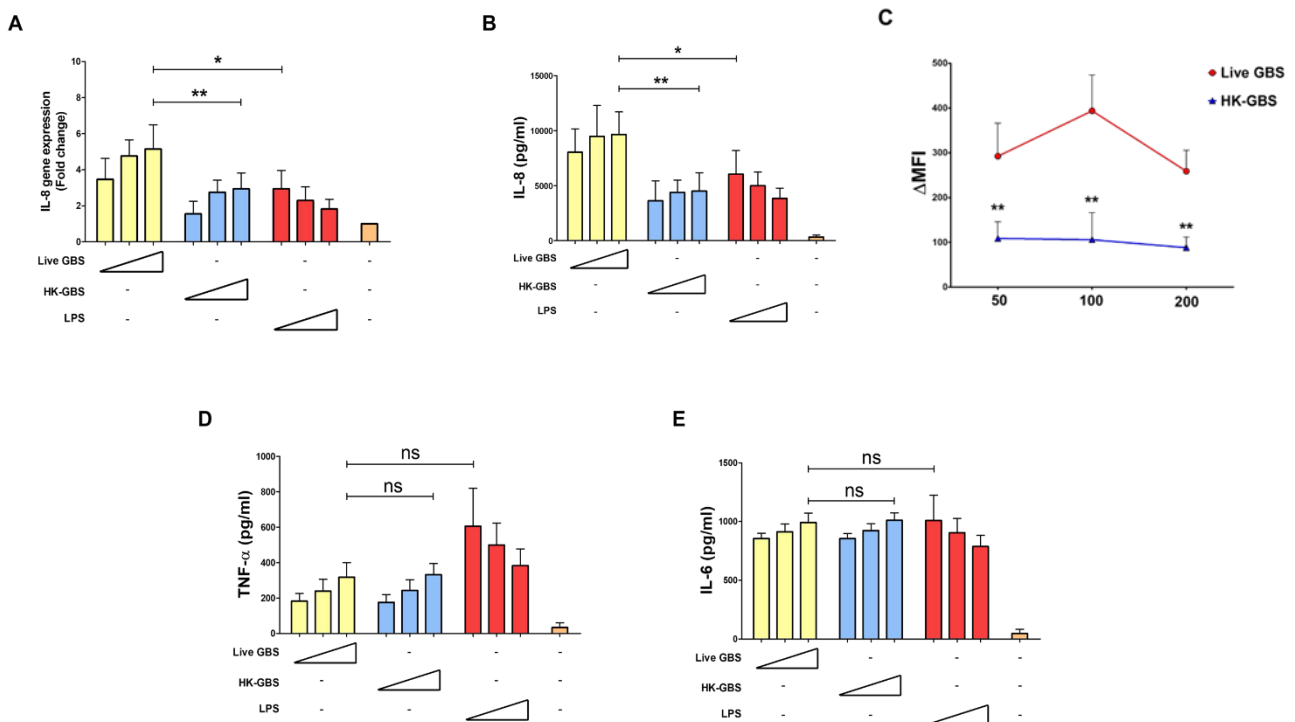 A
IL-8 gene expression
(Fold change)
10
8
6
4
2
0
*
**
Live GBS - - -
HK-GBS - - -
LPS - - -
B
IL-8 (pg/ml)
15000
10000
5000
0
*
**
Live GBS - - -
HK-GBS - - -
LPS - - -
C
ΔMFI
500
400
300
200
100
0
** ** **
50 100 200
Live GBS
HK-GBS
D
TNF-α (pg/ml)
1000
800
600
400
200
0
ns
ns
Live GBS - - -
HK-GBS - - -
LPS - - -
E
IL-6 (pg/ml)
1500
1000
500
0
ns
ns
Live GBS - - -
HK-GBS - - -
LPS - - -